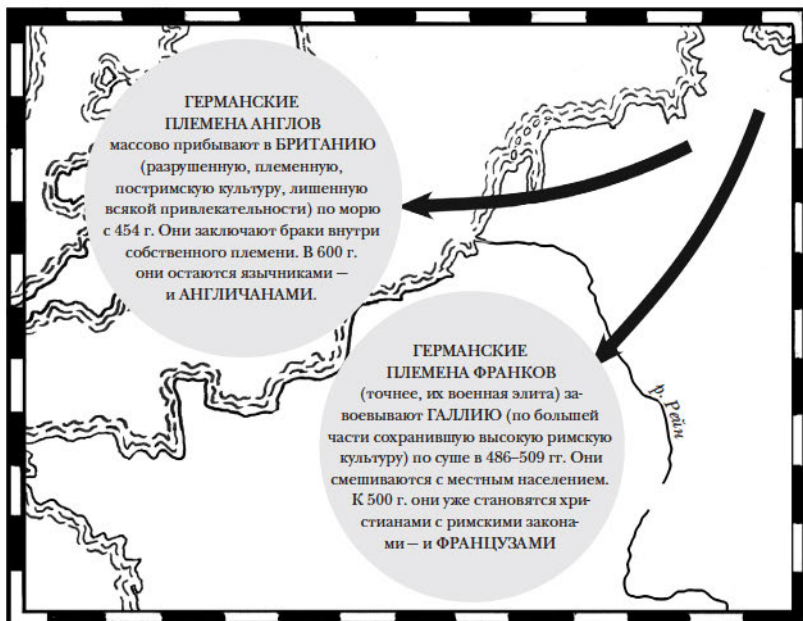 ГЕРМАНСКИЕ
ПЛЕМЕНА АНГЛОВ
массово прибывают в БРИТАНИЮ
(разрушенную, племенную,
построимскую культуру, лишенную
всякой привлекательности) по морю
с 454 г. Они заключают браки внутри
собственного племени. В 600 г.
они остаются язычниками —
и АНГЛИЧАНАМИ.
ГЕРМАНСКИЕ
ПЛЕМЕНА ФРАНКОВ
(точнее, их военная элита) за-
воевывают ГАЛЛИЮ (по большей
части сохранившую высокую римскую
культуру) по суше в 486–509 гг. Они
смешиваются с местным населением.
К 500 г. они уже становятся хри-
стианами с римскими закона-
ми — и ФРАНЦУЗАМИ
р. Рейн